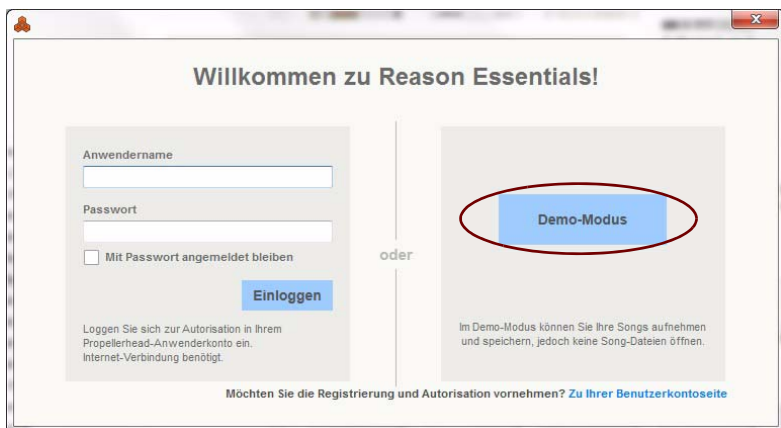 Willkommen zu Reason Essentials!
Anwendername
Passwort
Mit Passwort angemeldet bleiben
Einloggen
Loggen Sie sich zur Autorisation in Ihrem
Propellerhead-Anwenderkonto ein.
Internet-Verbindung benötigt.
oder
Demo-Modus
Im Demo-Modus können Sie Ihre Songs aufnehmen
und speichern, jedoch keine Song-Dateien öffnen.
Möchten Sie die Registrierung und Autorisation vornehmen? Zu Ihrer Benutzerkontoseite